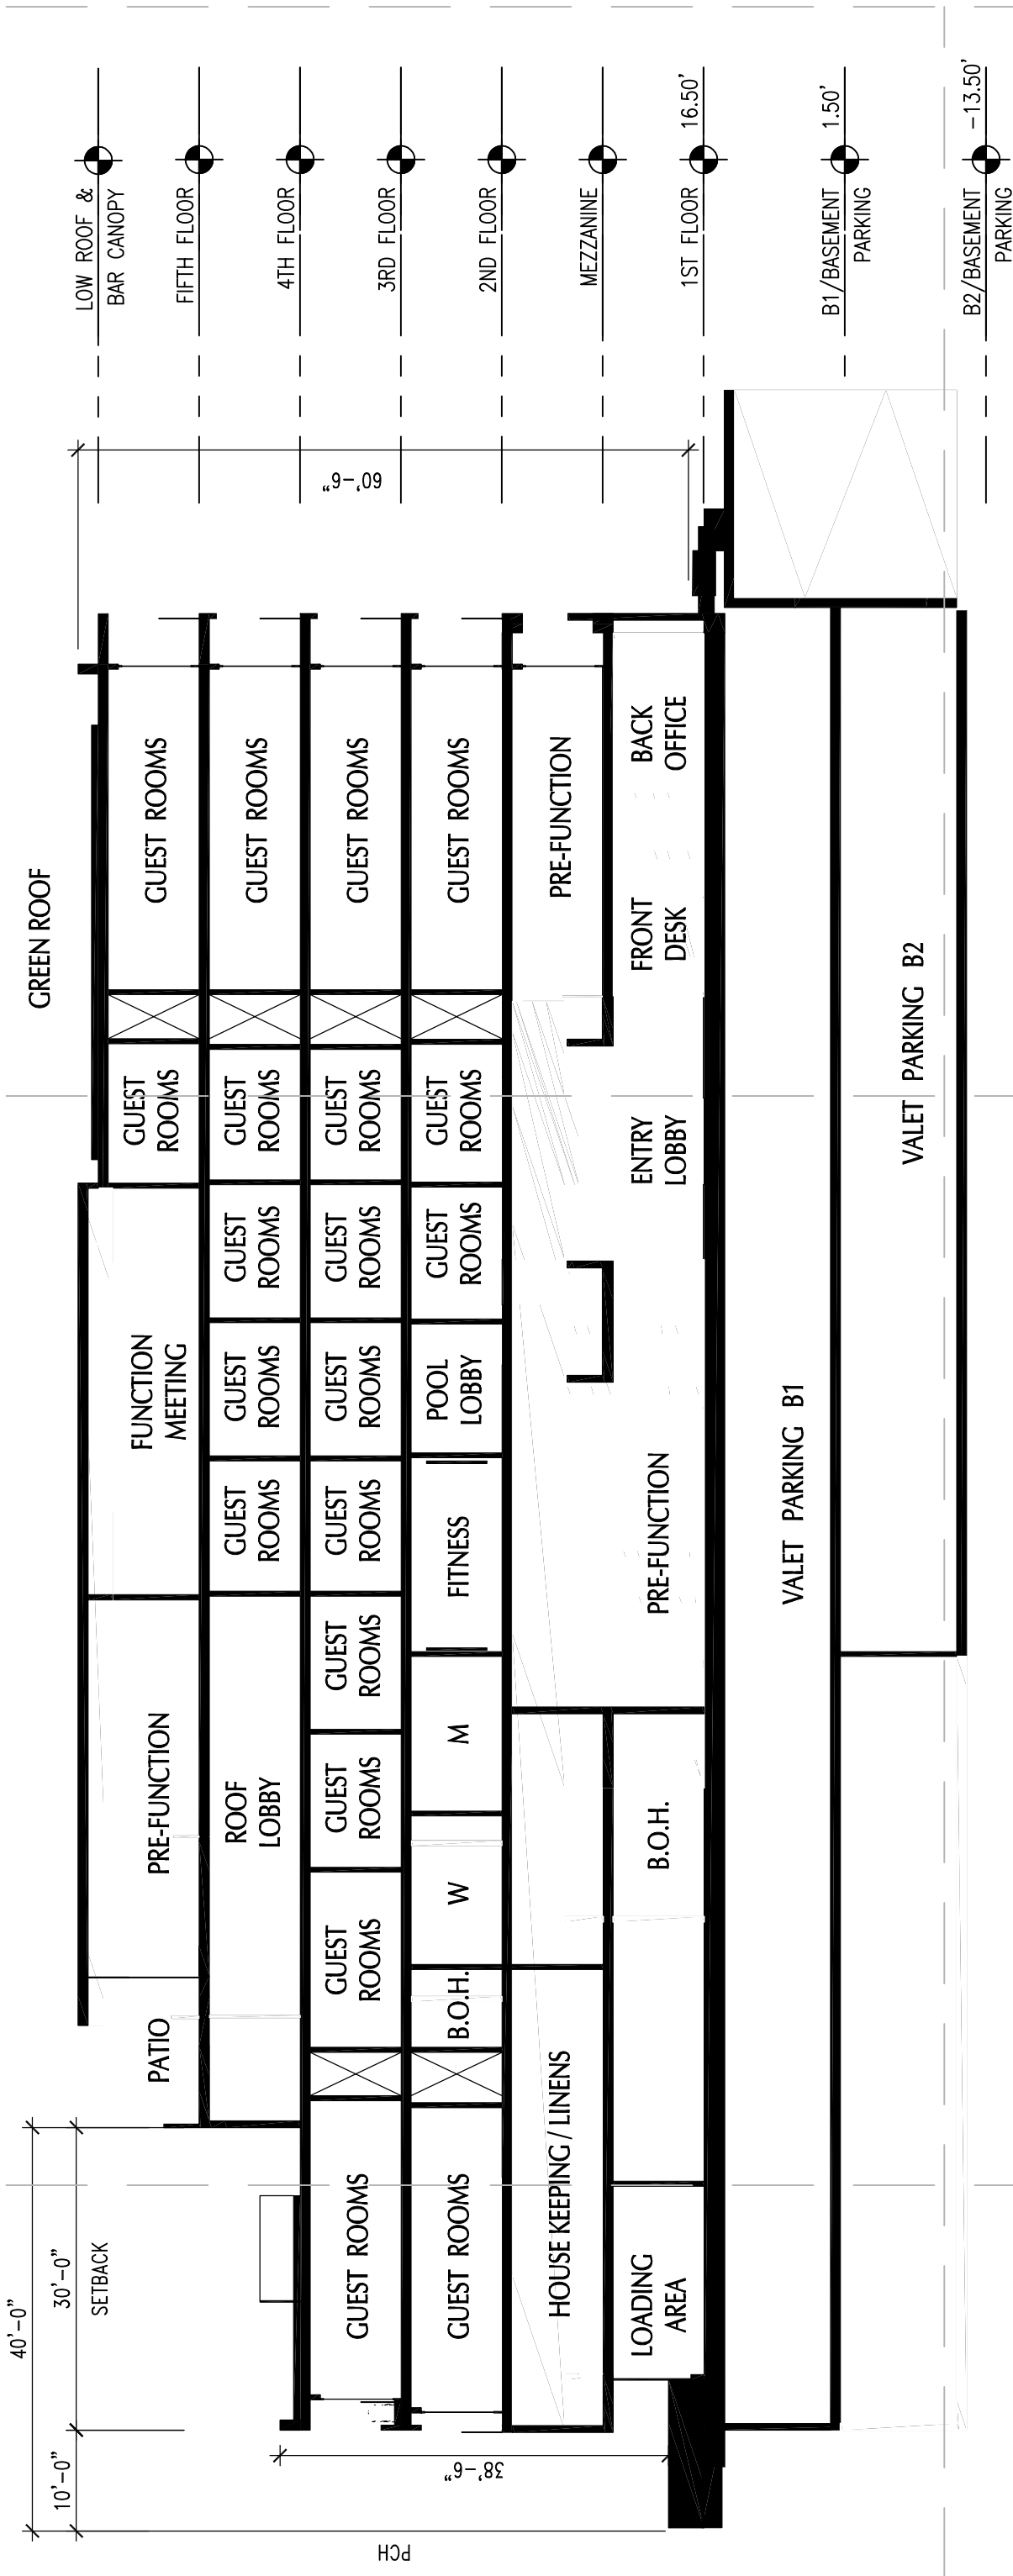 40'-0"
10'-0"
30'-0"
SETBACK
PCH
38'-6"
60'-6"
GREEN ROOF
LOW ROOF &
BAR CANOPY
FIFTH FLOOR
4TH FLOOR
3RD FLOOR
2ND FLOOR
MEZZANINE
1ST FLOOR
16.50'
B1/BASEMENT
PARKING
1.50'
B2/BASEMENT
PARKING
-13.50'
PATIO
PRE-FUNCTION
FUNCTION
MEETING
GUEST
ROOMS
GUEST ROOMS
ROOF
LOBBY
GUEST
ROOMS
GUEST
ROOMS
GUEST
ROOMS
GUEST
ROOMS
GUEST ROOMS
GUEST ROOMS
GUEST
ROOMS
GUEST
ROOMS
GUEST
ROOMS
GUEST
ROOMS
GUEST
ROOMS
GUEST
ROOMS
GUEST
ROOMS
GUEST ROOMS
GUEST ROOMS
B.O.H.
W
M
FITNESS
POOL
LOBBY
GUEST
ROOMS
GUEST
ROOMS
GUEST ROOMS
HOUSE KEEPING / LINENS
PRE-FUNCTION
LOADING
AREA
B.O.H.
PRE-FUNCTION
ENTRY
LOBBY
FRONT
DESK
BACK
OFFICE
VALET PARKING B1
VALET PARKING B2